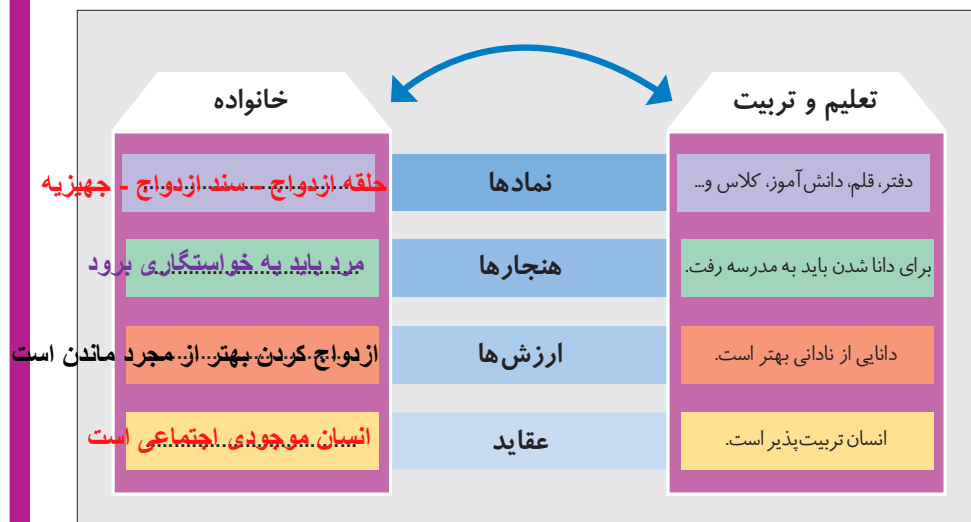 تعلیم و تربیت
خانواده
دفتر، قلم، دانش‌آموز، کلاس و...
نمادها
حلقه ازدواج - سند ازدواج - جهیزیه
برای دانا شدن باید به مدرسه رفت.
هنجارها
مرد باید به خواستگاری برود
دانایی از نادانی بهتر است.
ارزش‌ها
ازدواج کردن بهتر از مجرد ماندن است
انسان تربیت‌پذیر است.
عقاید
انسان موجودی اجتماعی است